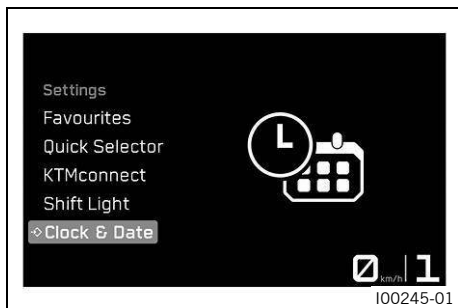 Settings
Favourites
Quick Selector
KTMconnect
Shift Light
Clock & Date
0 km/h 1
I00245-01